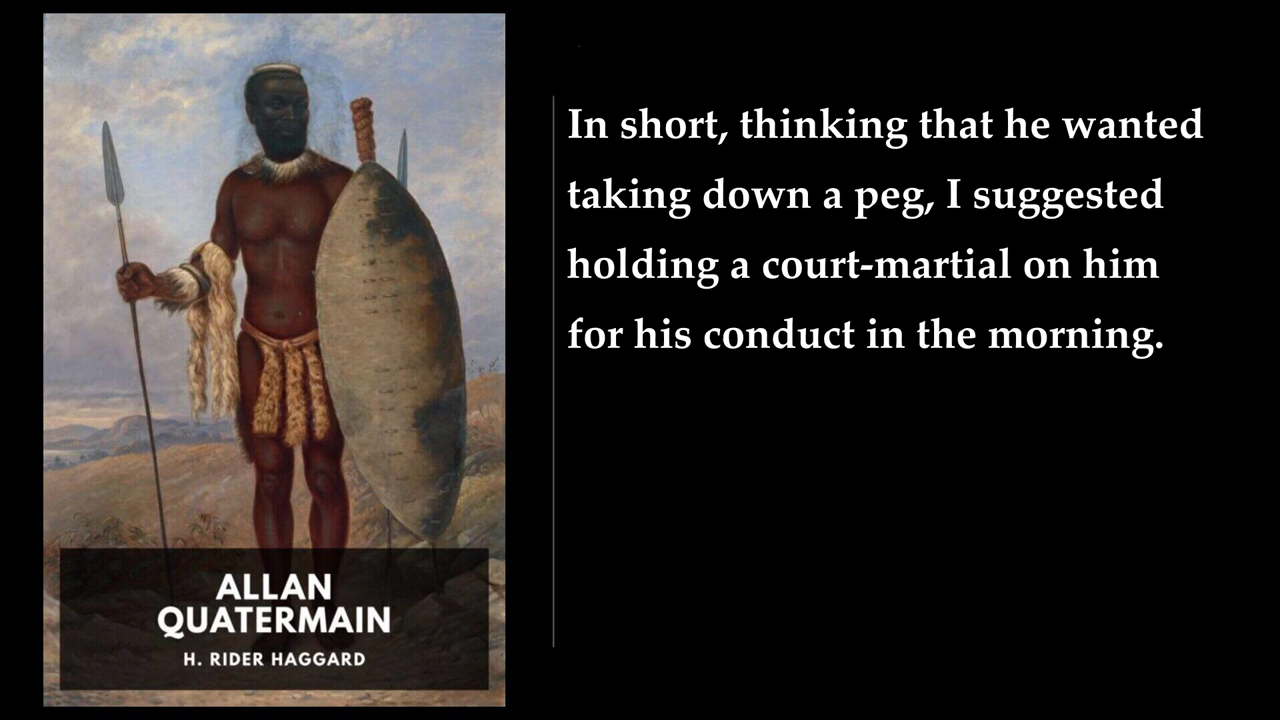 In short, thinking that he wanted
taking down a peg, I suggested
holding a court-martial on him
for his conduct in the morning.
ALLAN
QUATERMAIN
H. RIDER HAGGARD